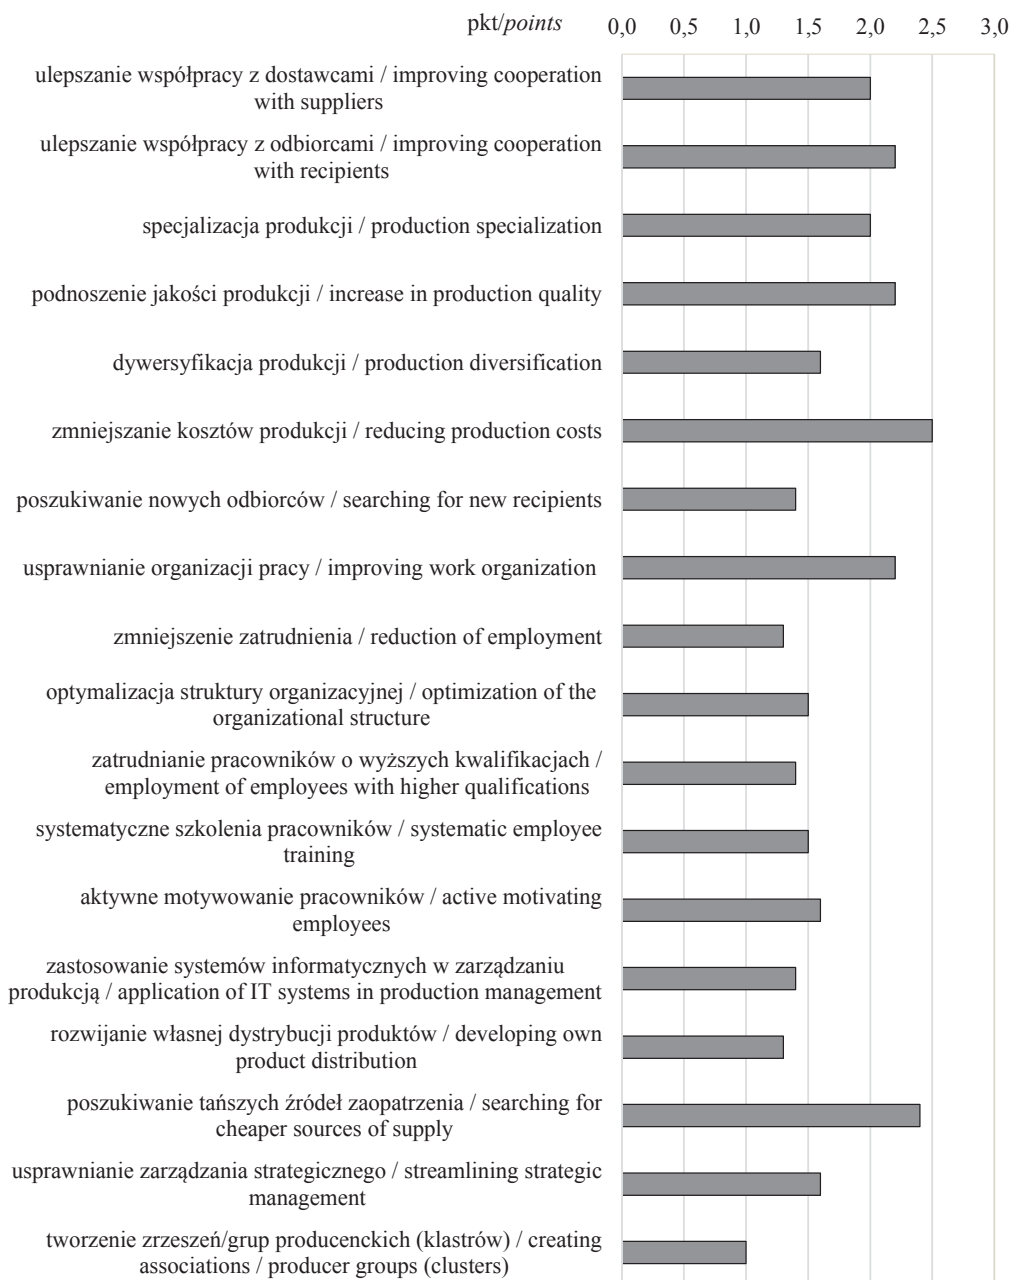 pkt/points 0,0 0,5 1,0 1,5 2,0 2,5 3,0
ulepszanie współpracy z dostawcami / improving cooperation
with suppliers
ulepszanie współpracy z odbiorcami / improving cooperation
with recipients
specjalizacja produkcji / production specialization
podnoszenie jakości produkcji / increase in production quality
dywersyfikacja produkcji / production diversification
zmniejszanie kosztów produkcji / reducing production costs
poszukiwanie nowych odbiorców / searching for new recipients
usprawnianie organizacji pracy / improving work organization
zmniejszenie zatrudnienia / reduction of employment
optymalizacja struktury organizacyjnej / optimization of the
organizational structure
zatrudnianie pracowników o wyższych kwalifikacjach /
employment of employees with higher qualifications
systematyczne szkolenia pracowników / systematic employee
training
aktywne motywowanie pracowników / active motivating
employees
zastosowanie systemów informatycznych w zarządzaniu
produkcją / application of IT systems in production management
rozwijanie własnej dystrybucji produktów / developing own
product distribution
poszukiwanie tańszych źródeł zaopatrzenia / searching for
cheaper sources of supply
usprawnianie zarządzania strategicznego / streamlining strategic
management
tworzenie zrzeszeń/grup producenckich (klastrów) / creating
associations / producer groups (clusters)